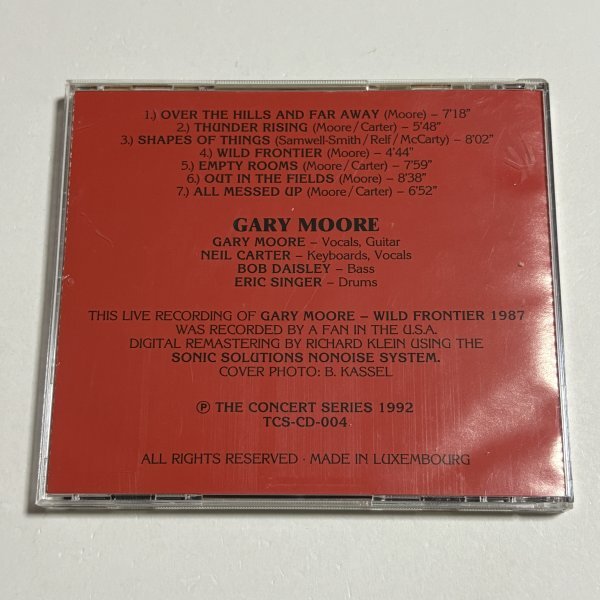 1.) OVER THE HILLS AND FAR AWAY (Moore) – 7'18"
2.) THUNDER RISING (Moore/Carter) – 5'48"
3.) SHAPES OF THINGS (Samwell-Smith/Relf/McCarty) – 8'02"
4.) WILD FRONTIER (Moore) – 4'44"
5.) EMPTY ROOMS (Moore/Carter) – 7'59"
6.) OUT IN THE FIELDS (Moore) – 8'38"
7.) ALL MESSED UP (Moore/Carter) – 6'52"
GARY MOORE
GARY MOORE – Vocals, Guitar
NEIL CARTER – Keyboards, Vocals
BOB DAISLEY – Bass
ERIC SINGER – Drums
THIS LIVE RECORDING OF GARY MOORE – WILD FRONTIER 1987
WAS RECORDED BY A FAN IN THE U.S.A.
DIGITAL REMASTERING BY RICHARD KLEIN USING THE
SONIC SOLUTIONS NONOISE SYSTEM.
COVER PHOTO: B. KASSEL
℗ THE CONCERT SERIES 1992
TCS-CD-004
ALL RIGHTS RESERVED · MADE IN LUXEMBOURG